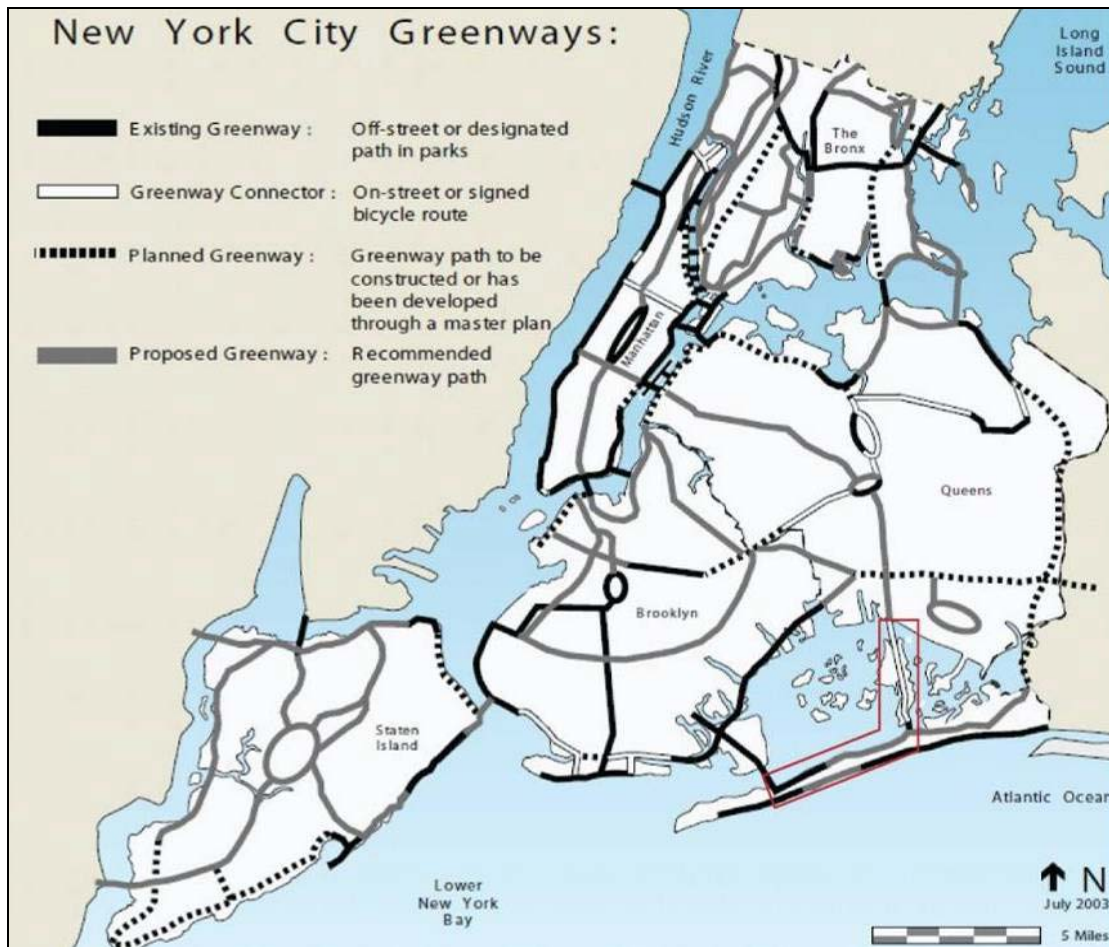 New York City Greenways:
Existing Greenway : Off-street or designated
path in parks
Greenway Connector : On-street or signed
bicycle route
Planned Greenway : Greenway path to be
constructed or has
been developed
through a master plan
Proposed Greenway : Recommended
greenway path
Hudson River
Long
Island
Sound
The
Bronx
Manhattan
Queens
Brooklyn
Staten
Island
Atlantic Ocean
Lower
New York
Bay
N
July 2003
5 Miles